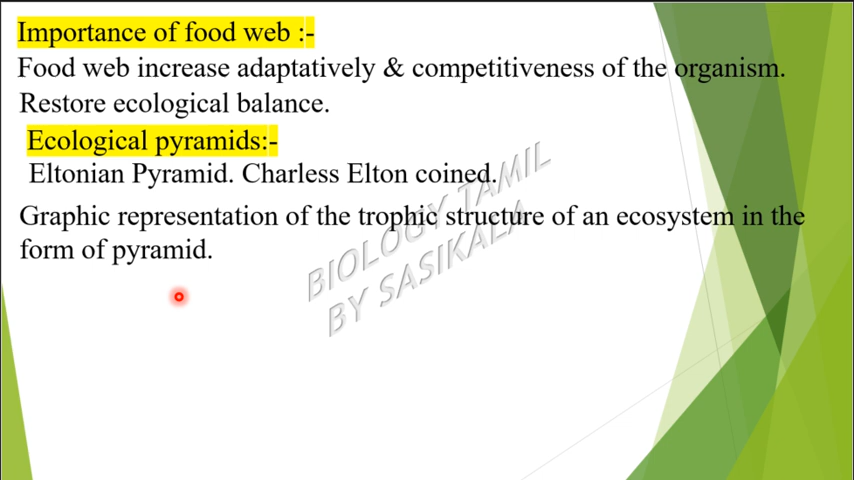 Importance of food web :-
Food web increase adaptatively & competitiveness of the organism.
Restore ecological balance.
Ecological pyramids:-
Eltonian Pyramid. Charless Elton coined.
Graphic representation of the trophic structure of an ecosystem in the
form of pyramid.
BIOLOGY TAMIL
BY SASIKALA